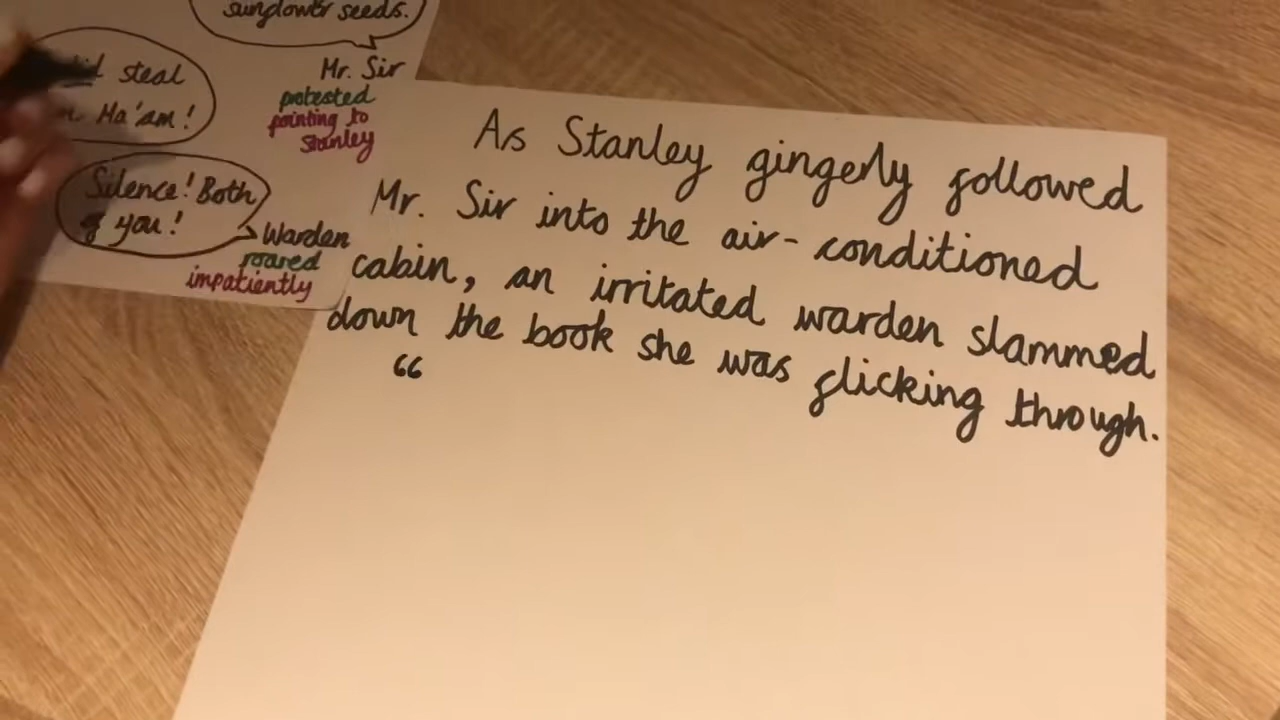 sunflower seeds.
steal
Ma'am!
Mr. Sir
protested
pointing to
Stanley
Silence! Both
of you!
Warden
roared
impatiently
As Stanley gingerly followed
Mr. Sir into the air-conditioned
cabin, an irritated warden slammed
down the book she was flicking through.
“